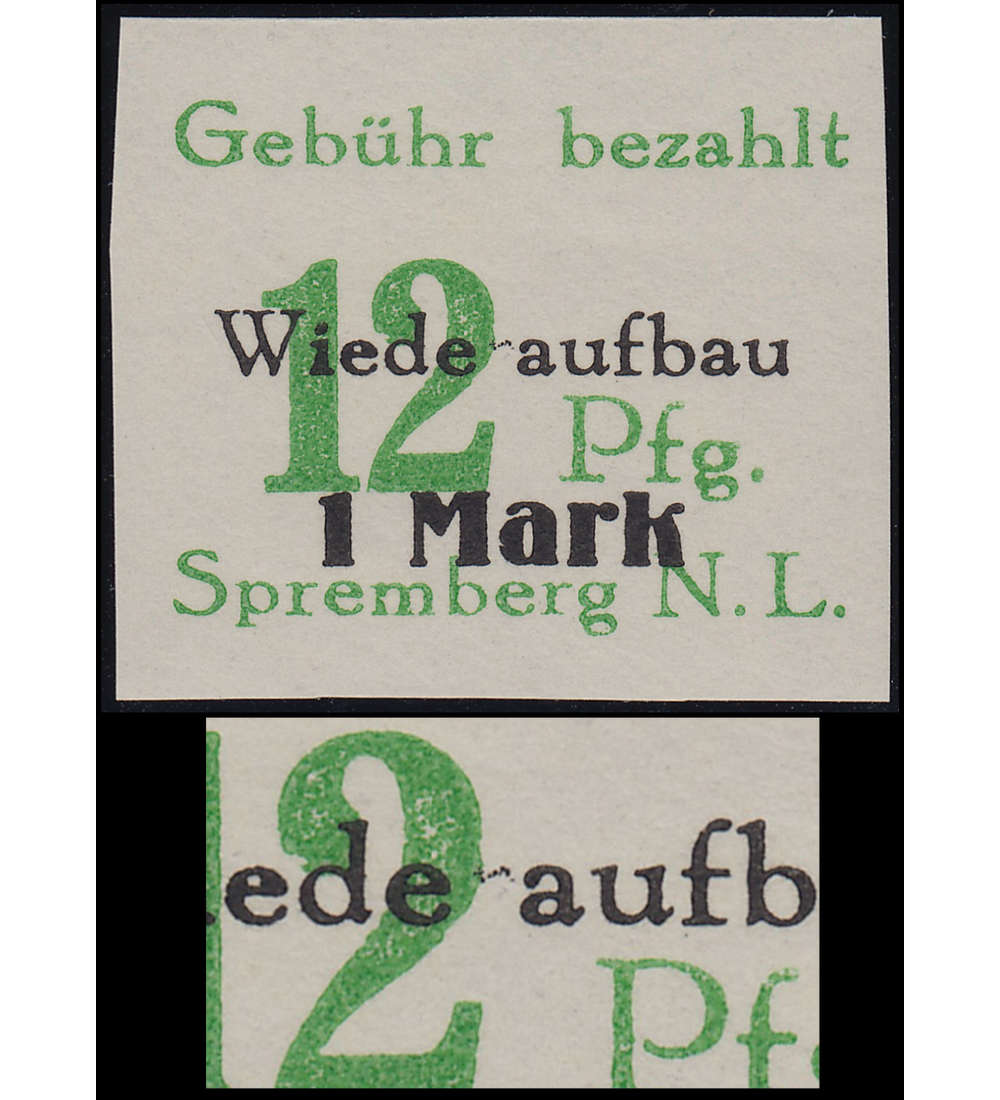 Gebühr bezahlt
12
Wiede aufbau
Pfg.
1 Mark
Spremberg N.L.
2
ede aufb
Pf